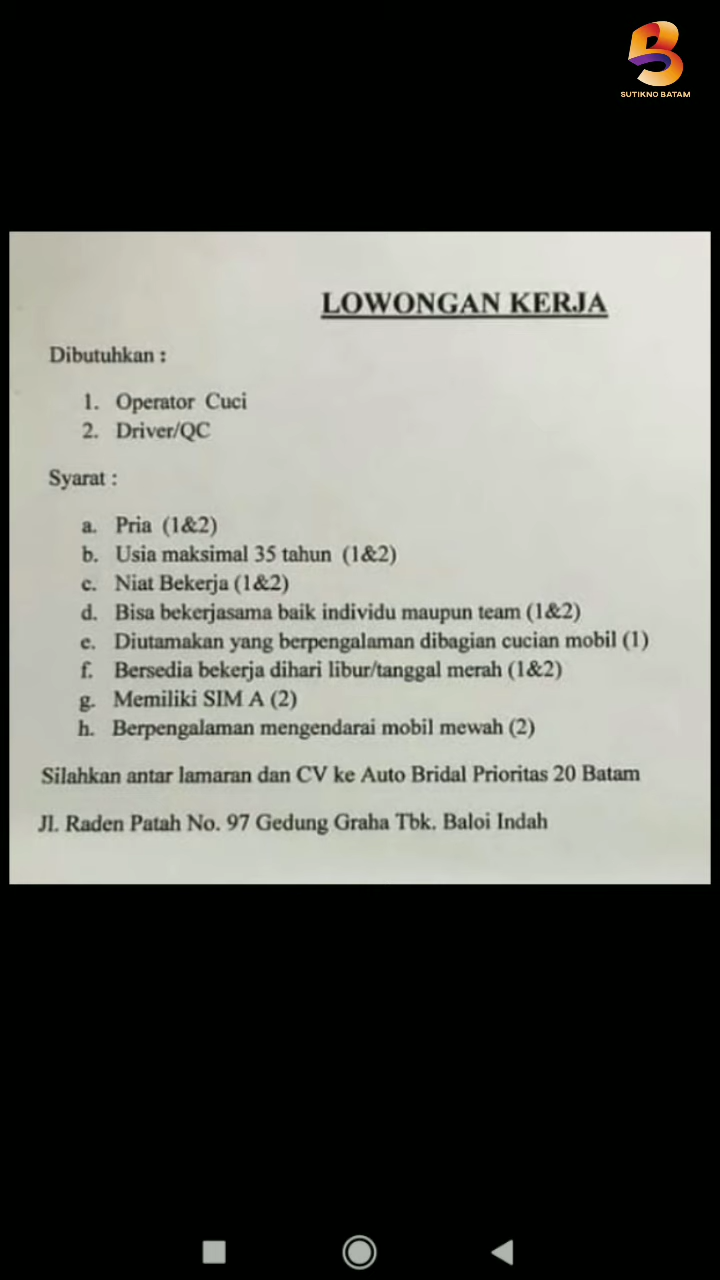 SUTIKNO BATAM
LOWONGAN KERJA
Dibutuhkan :
1. Operator Cuci
2. Driver/QC
Syarat :
a. Pria (1&2)
b. Usia maksimal 35 tahun (1&2)
c. Niat Bekerja (1&2)
d. Bisa bekerjasama baik individu maupun team (1&2)
e. Diutamakan yang berpengalaman dibagian cucian mobil (1)
f. Bersedia bekerja dihari libur/tanggal merah (1&2)
g. Memiliki SIM A (2)
h. Berpengalaman mengendarai mobil mewah (2)
Silahkan antar lamaran dan CV ke Auto Bridal Prioritas 20 Batam
Jl. Raden Patah No. 97 Gedung Graha Tbk. Baloi Indah